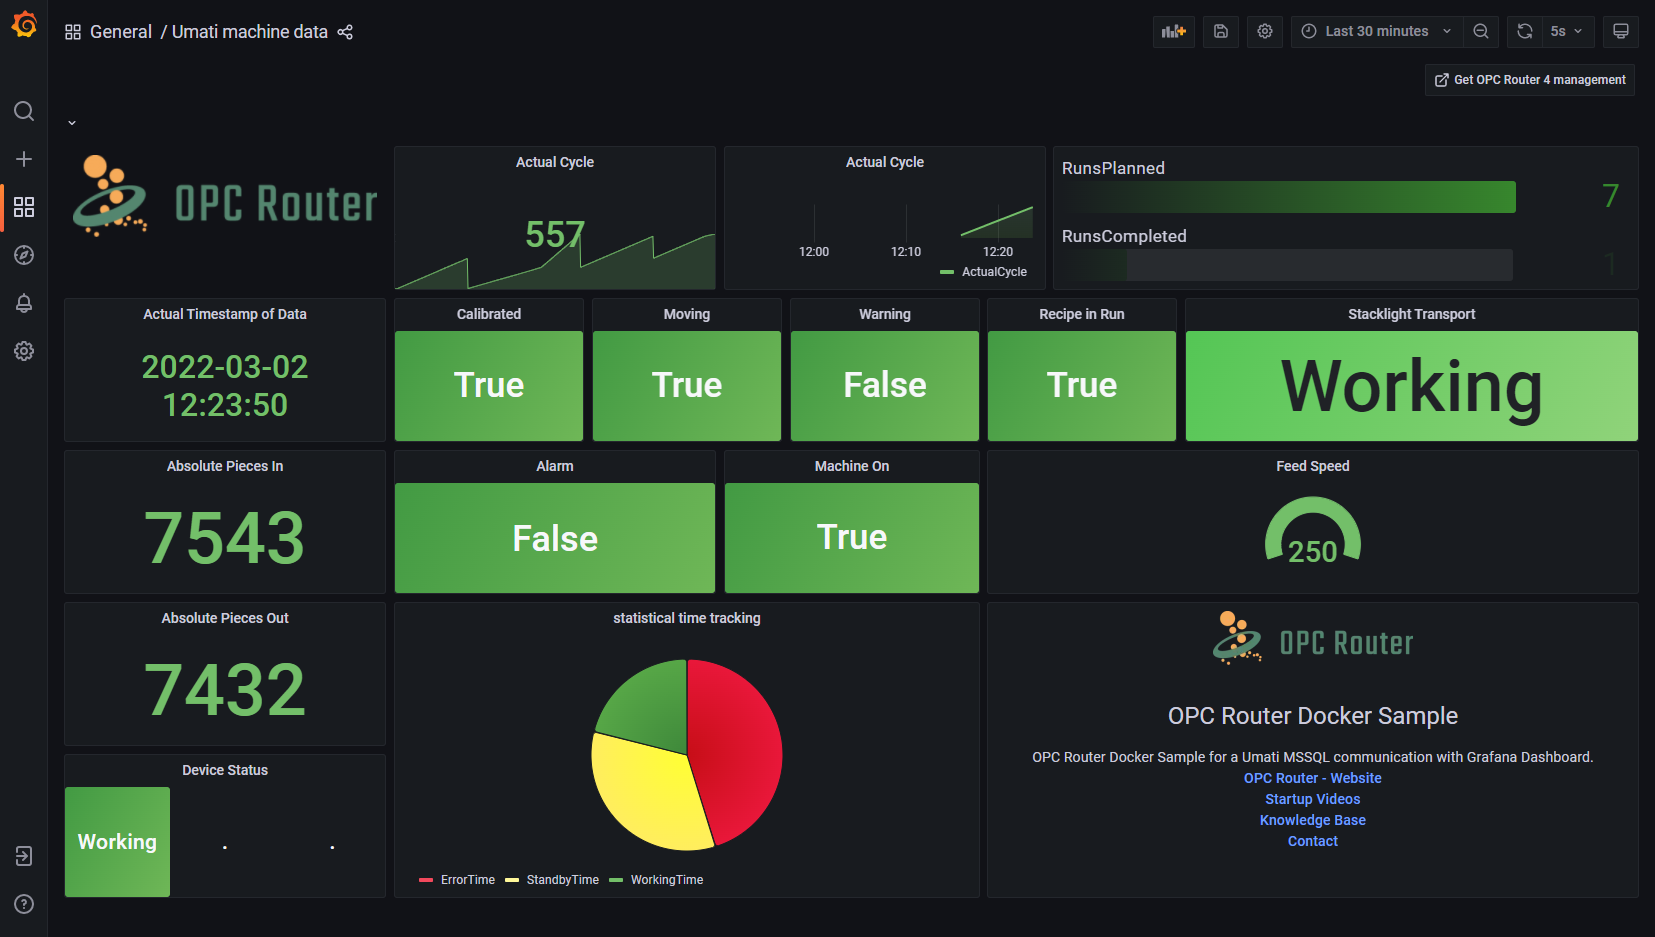 General / Umati machine data
Last 30 minutes
5s
Get OPC Router 4 management
OPC Router
Actual Cycle
557
Actual Cycle
12:00 12:10 12:20
ActualCycle
RunsPlanned
7
RunsCompleted
1
Actual Timestamp of Data
2022-03-02
12:23:50
Calibrated
True
Moving
True
Warning
False
Recipe in Run
True
Stacklight Transport
Working
Absolute Pieces In
7543
Alarm
False
Machine On
True
Feed Speed
250
Absolute Pieces Out
7432
statistical time tracking
ErrorTime StandbyTime WorkingTime
OPC Router
OPC Router Docker Sample
OPC Router Docker Sample for a Umati MSSQL communication with Grafana Dashboard.
OPC Router - Website
Startup Videos
Knowledge Base
Contact
Device Status
Working . .